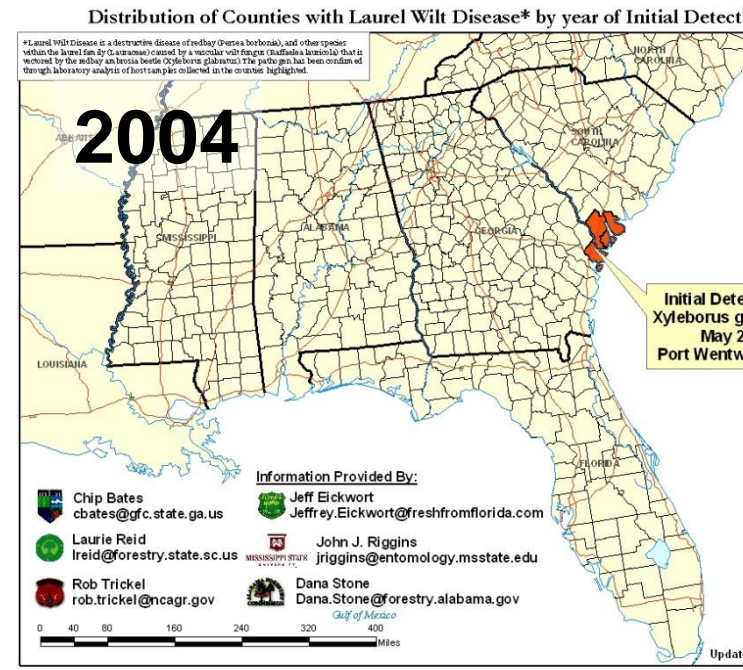 Distribution of Counties with Laurel Wilt Disease* by year of Initial Detect
*Laurel Wilt Disease is a destructive disease of redbay (Persea borbonia), and other species
within the laurel family (Lauraceae) caused by a vascular wilt fungus (Raffaelea lauricola) that is
vectored by the redbay ambrosia beetle (Xyleborus glabratus). The pathogen has been confirmed
through laboratory analysis of host samples collected in the counties highlighted.
NORTH
CAROLINA
2004
SOUTH
CAROLINA
MISSISSIPPI
ALABAMA
GEORGIA
Initial Dete
Xyleborus g
May 2
Port Wentw
LOUISIANA
FLORIDA
Information Provided By:
Chip Bates
cbates@gfc.state.ga.us
Jeff Eickwort
Jeffrey.Eickwort@freshfromflorida.com
Laurie Reid
lreid@forestry.state.sc.us
MISSISSIPPI STATE
John J. Riggins
jriggins@entomology.msstate.edu
Rob Trickel
rob.trickel@ncagr.gov
Dana Stone
Dana.Stone@forestry.alabama.gov
Gulf of Mexico
0 40 80 160 240 320 400
Miles
Updat